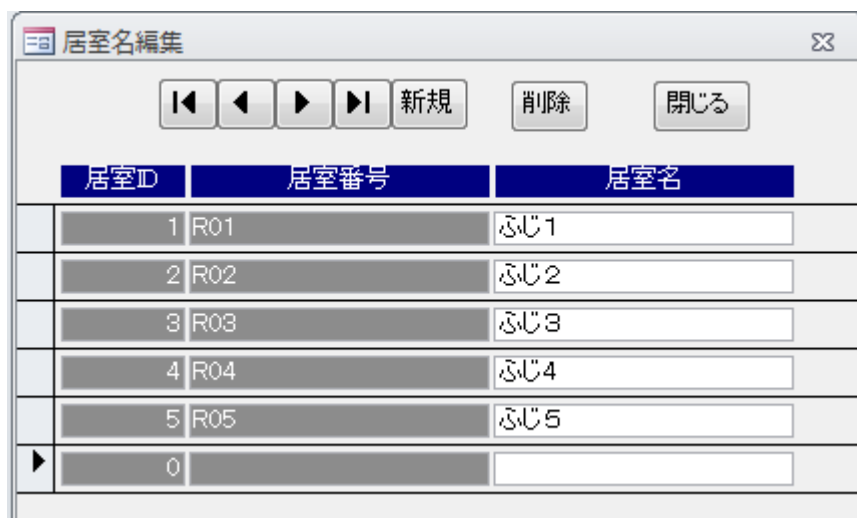 居室名編集
新規 削除 閉じる
居室ID 居室番号 居室名
1 R01 ふじ1
2 R02 ふじ2
3 R03 ふじ3
4 R04 ふじ4
5 R05 ふじ5
0